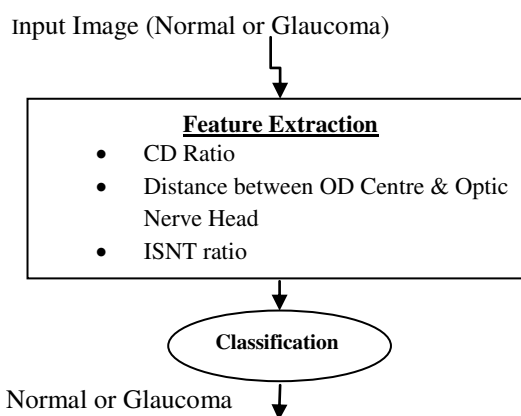 Input Image (Normal or Glaucoma)
Feature Extraction
• CD Ratio
• Distance between OD Centre & Optic
Nerve Head
• ISNT ratio
Classification
Normal or Glaucoma